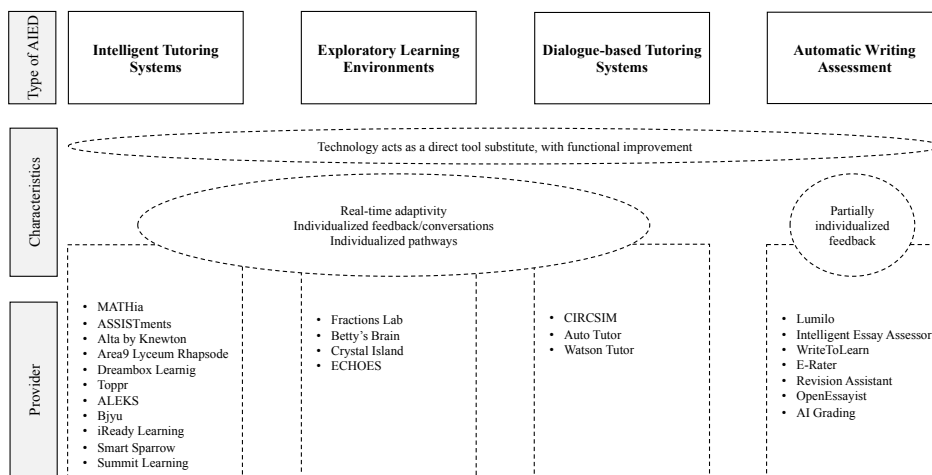 Type of AIED
Intelligent Tutoring
Systems
Exploratory Learning
Environments
Dialogue-based Tutoring
Systems
Automatic Writing
Assessment
Characteristics
Technology acts as a direct tool substitute, with functional improvement
Real-time adaptivity
Individualized feedback/conversations
Individualized pathways
Partially
individualized
feedback
Provider
• MATHia
• ASSISTments
• Alta by Knewton
• Area9 Lyceum Rhapsode
• Dreambox Learnig
• Toppr
• ALEKS
• Bjyu
• iReady Learning
• Smart Sparrow
• Summit Learning
• Fractions Lab
• Betty's Brain
• Crystal Island
• ECHOES
• CIRCSIM
• Auto Tutor
• Watson Tutor
• Lumilo
• Intelligent Essay Assessor
• WriteToLearn
• E-Rater
• Revision Assistant
• OpenEssayist
• AI Grading